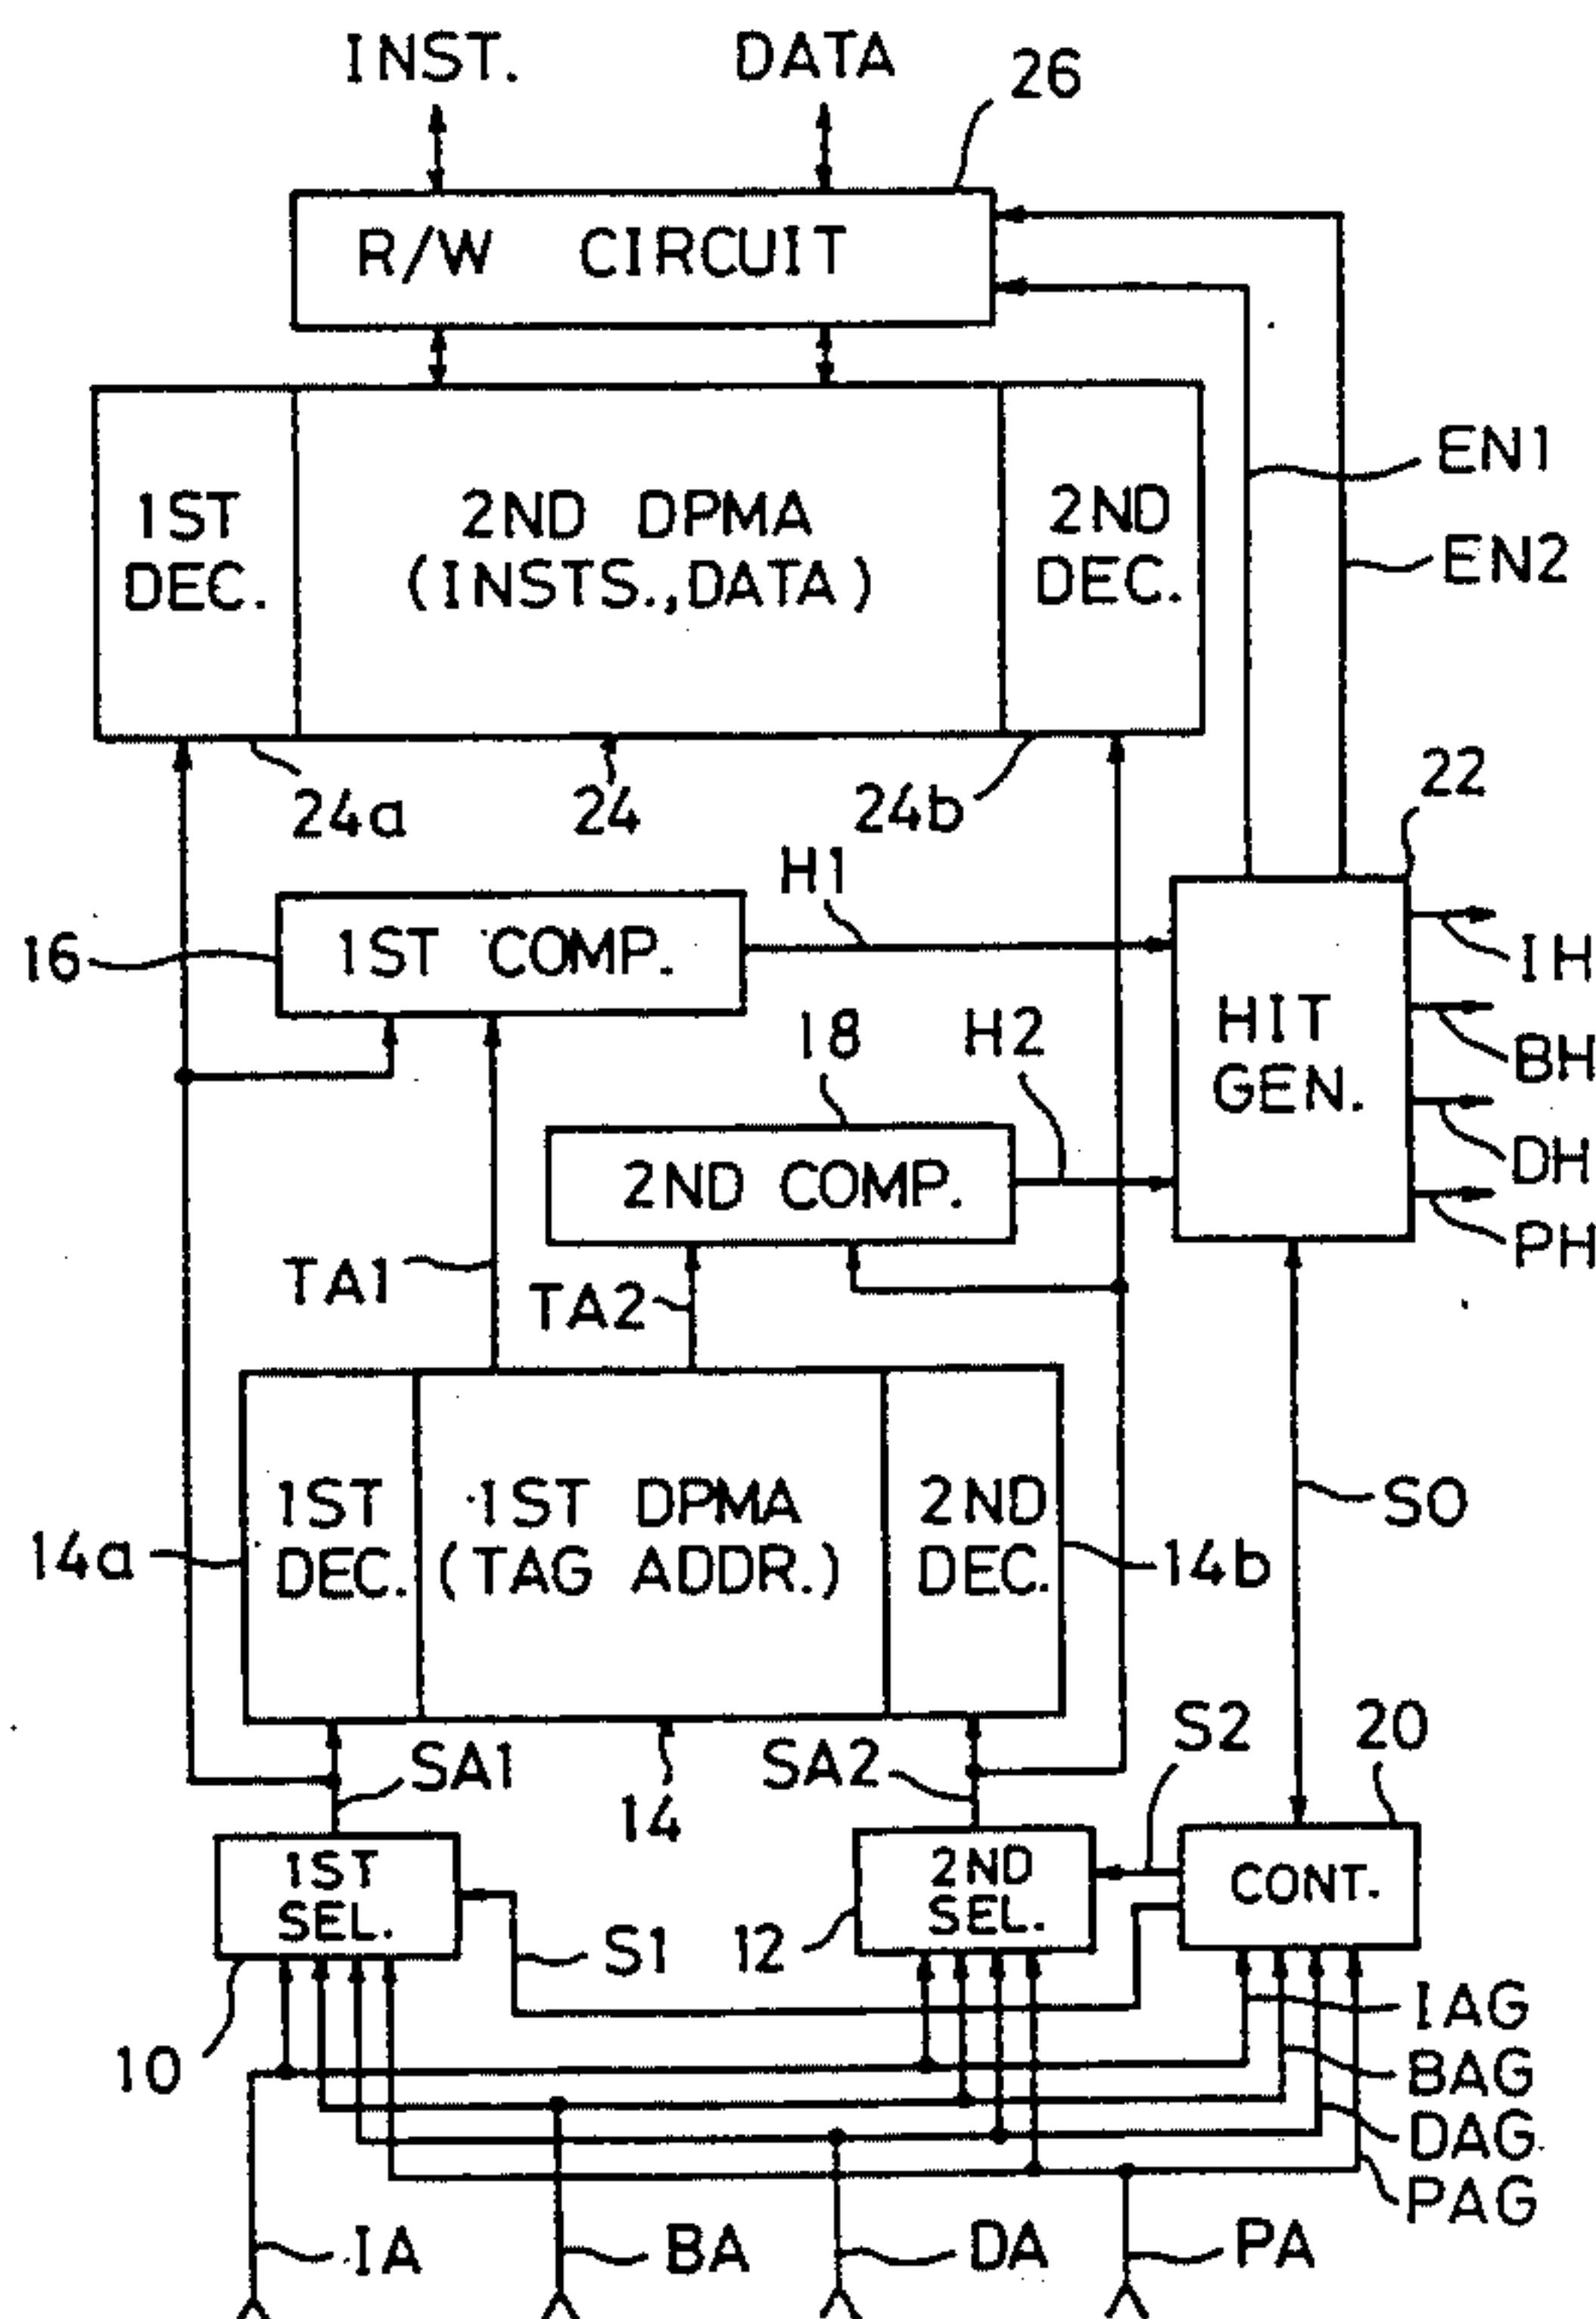 INST.
DATA
26
R/W CIRCUIT
1ST DEC.
2ND DPMA
(INSTS.,DATA)
2ND DEC.
EN1
EN2
24a
24
24b
22
H1
16
1ST COMP.
IH
HIT GEN.
18
H2
BH
2ND COMP.
DH
PH
TA1
TA2
1ST DEC.
1ST DPMA
(TAG ADDR.)
2ND DEC.
SO
14a
14b
SA1
14
SA2
S2
20
1ST SEL.
2ND SEL.
CONT.
S1
12
10
IAG
BAG
DAG
PAG
IA
BA
DA
PA